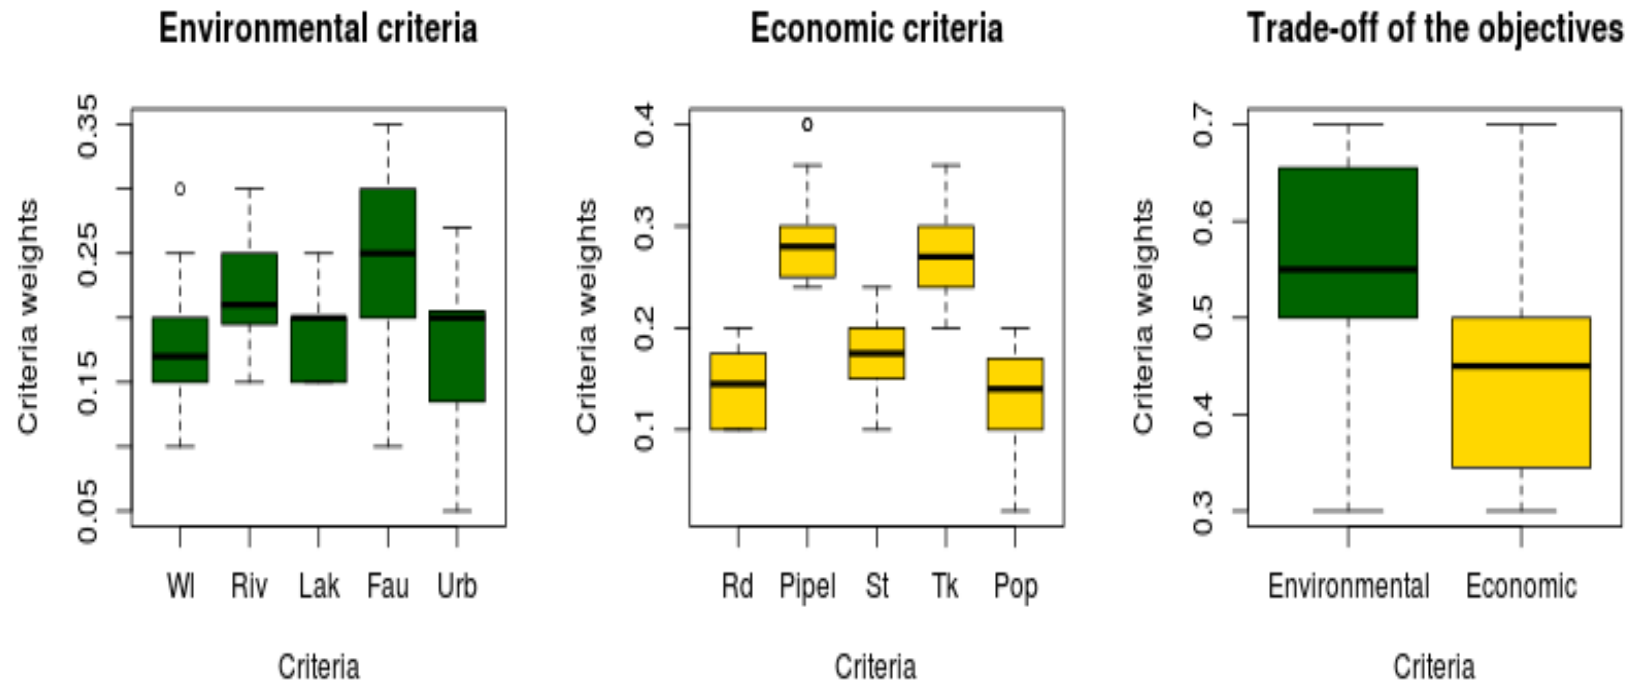 Environmental criteria
Criteria weights
0.05
0.15
0.25
0.35
Wl
Riv
Lak
Fau
Urb
Criteria
Economic criteria
Criteria weights
0.1
0.2
0.3
0.4
Rd
Pipel
St
Tk
Pop
Criteria
Trade-off of the objectives
Criteria weights
0.3
0.4
0.5
0.6
0.7
Environmental
Economic
Criteria